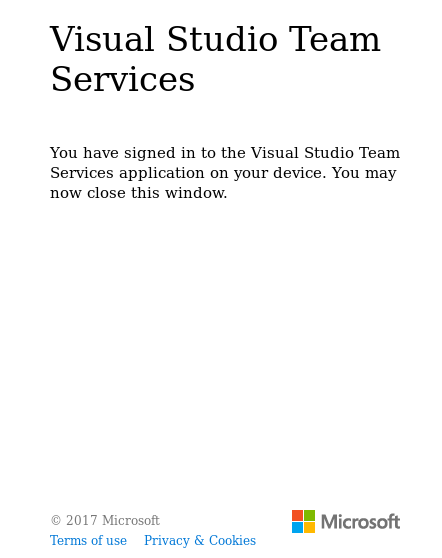 Visual Studio Team
Services
You have signed in to the Visual Studio Team
Services application on your device. You may
now close this window.
© 2017 Microsoft
Microsoft
Terms of use Privacy & Cookies